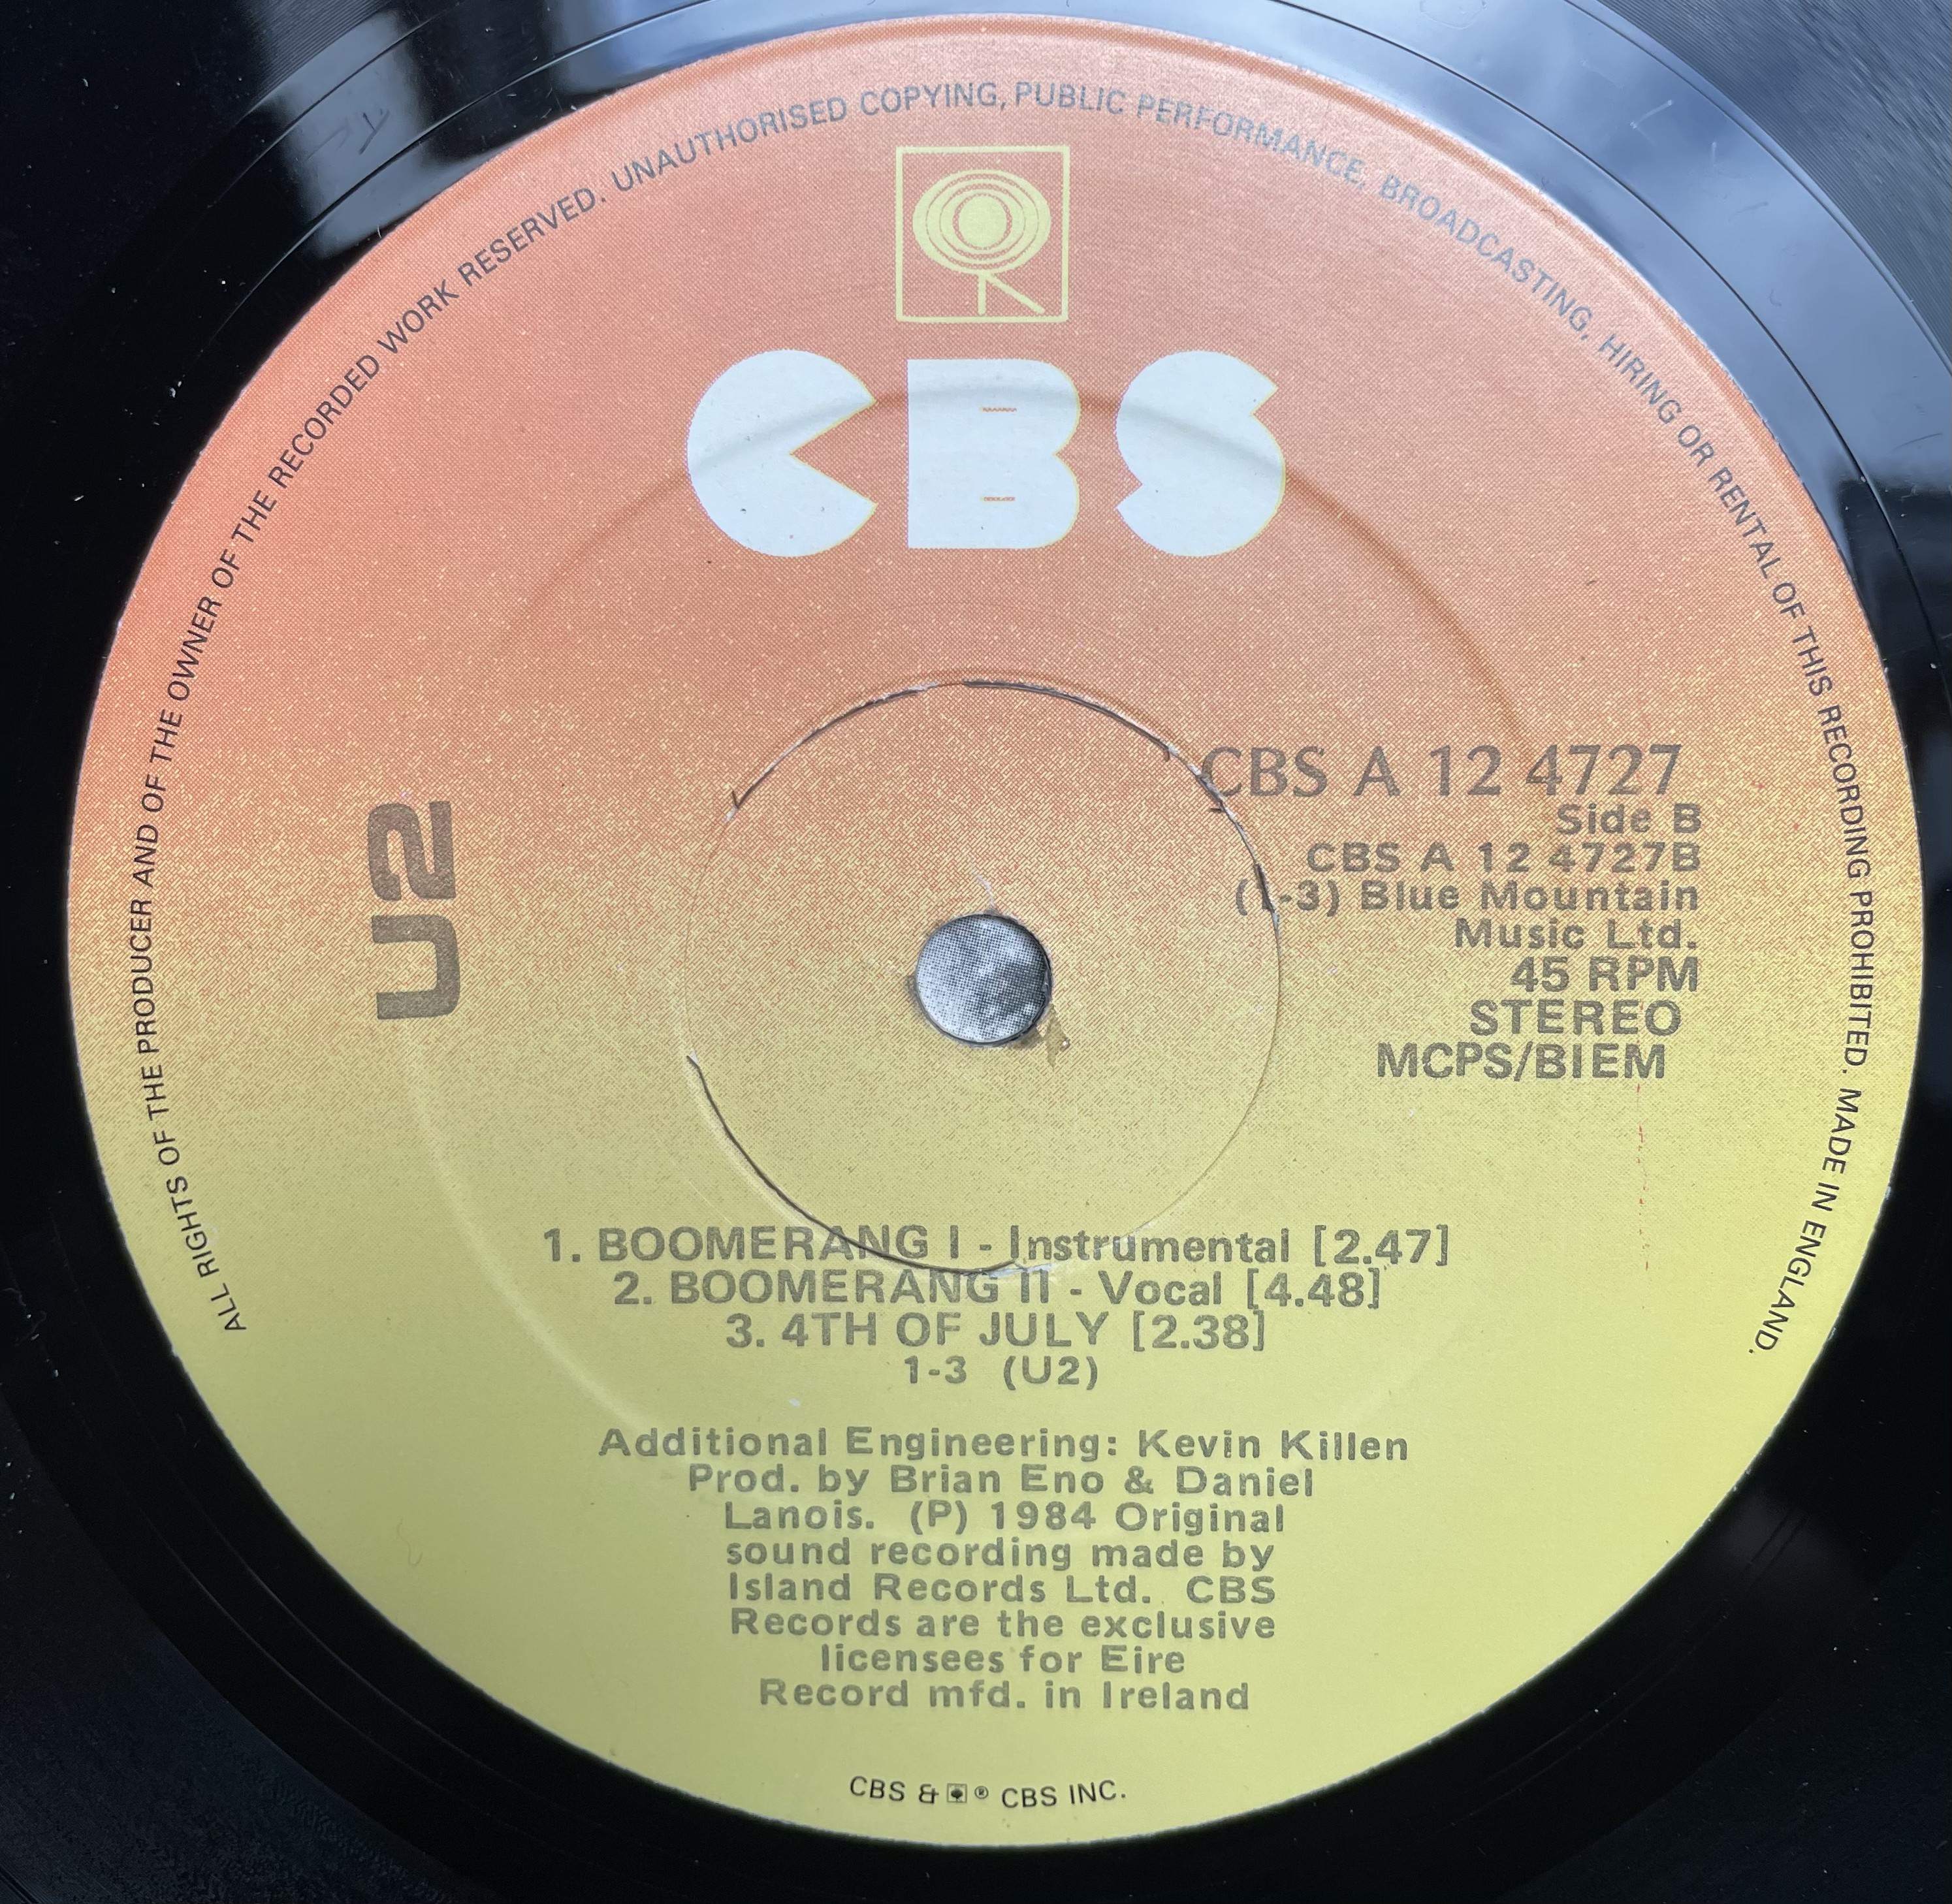 ALL RIGHTS OF THE PRODUCER AND OF THE OWNER OF THE RECORDED WORK RESERVED. UNAUTHORISED COPYING, PUBLIC PERFORMANCE, BROADCASTING, HIRING OR RENTAL OF THIS RECORDING PROHIBITED. MADE IN ENGLAND.
CBS
U2
CBS A 12 4727
Side B
CBS A 12 4727B
(1-3) Blue Mountain
Music Ltd.
45 RPM
STEREO
MCPS/BIEM
1. BOOMERANG I - Instrumental [2.47]
2. BOOMERANG II - Vocal [4.48]
3. 4TH OF JULY [2.38]
1-3 (U2)
Additional Engineering: Kevin Killen
Prod. by Brian Eno & Daniel
Lanois. (P) 1984 Original
sound recording made by
Island Records Ltd. CBS
Records are the exclusive
licensees for Eire
Record mfd. in Ireland
CBS & ® CBS INC.